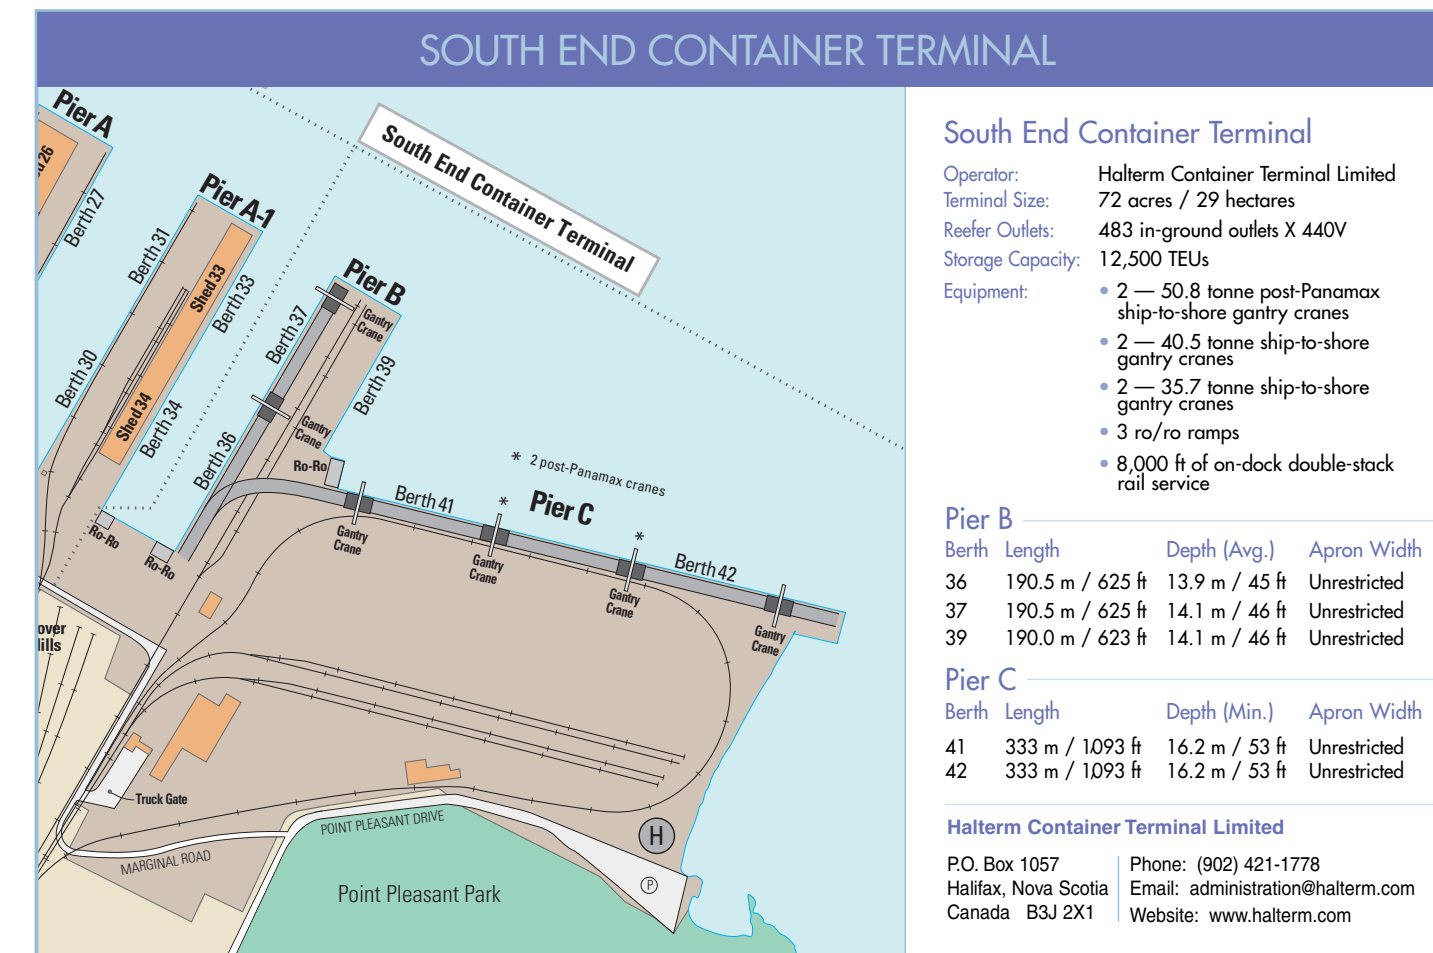 SOUTH END CONTAINER TERMINAL
Pier A
Berth 27
Pier A-1
Berth 31
Berth 30
Shed 33
Berth 33
Shed 34
Berth 34
South End Container Terminal
Pier B
Berth 37
Gantry
Crane
Berth 39
Berth 36
Gantry
Crane
Ro-Ro
Ro-Ro
Ro-Ro
* 2 post-Panamax cranes
Pier C
Berth 41
*
*
Berth 42
Gantry
Crane
Gantry
Crane
Gantry
Crane
Gantry
Crane
Truck Gate
MARGINAL ROAD
POINT PLEASANT DRIVE
Point Pleasant Park
H
P
South End Container Terminal
Operator: Halterm Container Terminal Limited
Terminal Size: 72 acres / 29 hectares
Reefer Outlets: 483 in-ground outlets X 440V
Storage Capacity: 12,500 TEUs
Equipment: • 2 — 50.8 tonne post-Panamax
ship-to-shore gantry cranes
• 2 — 40.5 tonne ship-to-shore
gantry cranes
• 2 — 35.7 tonne ship-to-shore
gantry cranes
• 3 ro/ro ramps
• 8,000 ft of on-dock double-stack
rail service
Pier B
Berth Length Depth (Avg.) Apron Width
36 190.5 m / 625 ft 13.9 m / 45 ft Unrestricted
37 190.5 m / 625 ft 14.1 m / 46 ft Unrestricted
39 190.0 m / 623 ft 14.1 m / 46 ft Unrestricted
Pier C
Berth Length Depth (Min.) Apron Width
41 333 m / 1,093 ft 16.2 m / 53 ft Unrestricted
42 333 m / 1,093 ft 16.2 m / 53 ft Unrestricted
Halterm Container Terminal Limited
P.O. Box 1057
Halifax, Nova Scotia
Canada B3J 2X1
Phone: (902) 421-1778
Email: administration@halterm.com
Website: www.halterm.com